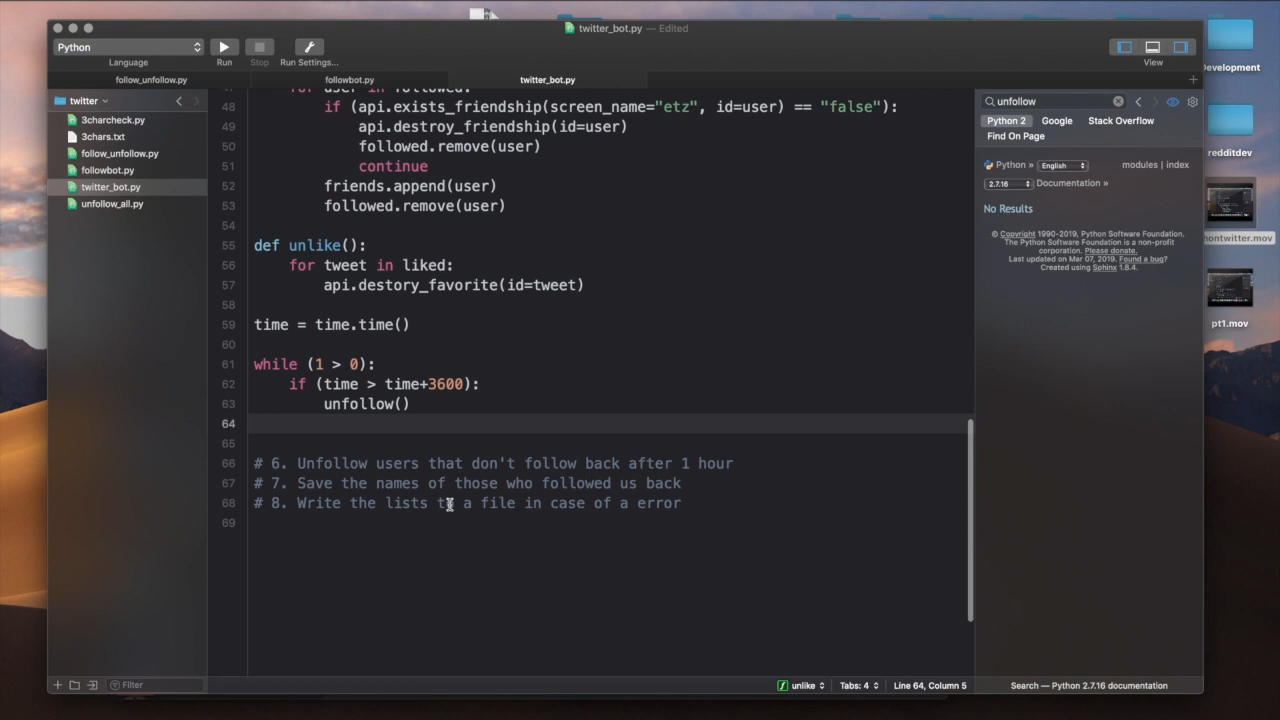 twitter_bot.py — Edited
Python
Language
Run
Stop
Run Settings...
View
follow_unfollow.py
followbot.py
twitter_bot.py
twitter
3charcheck.py
3chars.txt
follow_unfollow.py
followbot.py
twitter_bot.py
unfollow_all.py
for user in followed:
48 if (api.exists_friendship(screen_name="etz", id=user) == "false"):
49 api.destroy_friendship(id=user)
50 followed.remove(user)
51 continue
52 friends.append(user)
53 followed.remove(user)
54
55 def unlike():
56 for tweet in liked:
57 api.destory_favorite(id=tweet)
58
59 time = time.time()
60
61 while (1 > 0):
62 if (time > time+3600):
63 unfollow()
64
65
66 # 6. Unfollow users that don't follow back after 1 hour
67 # 7. Save the names of those who followed us back
68 # 8. Write the lists to a file in case of a error
69
unfollow
Python 2 Google Stack Overflow
Find On Page
Python » English modules | index
2.7.16 Documentation »
No Results
© Copyright 1990-2019, Python Software Foundation.
The Python Software Foundation is a non-profit
corporation. Please donate.
Last updated on Mar 07, 2019. Found a bug?
Created using Sphinx 1.8.4.
Filter
unlike
Tabs: 4
Line 64, Column 5
Search — Python 2.7.16 documentation
Development
redditdev
hontwitter.mov
pt1.mov